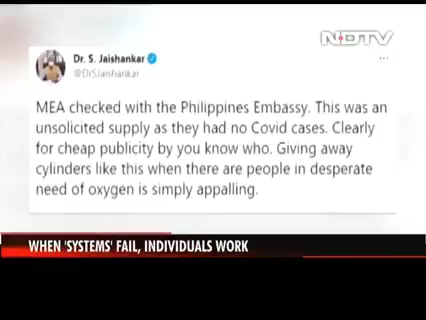 NDTV
Dr. S. Jaishankar
@DrSJaishankar
MEA checked with the Philippines Embassy. This was an
unsolicited supply as they had no Covid cases. Clearly
for cheap publicity by you know who. Giving away
cylinders like this when there are people in desperate
need of oxygen is simply appalling.
WHEN 'SYSTEMS' FAIL, INDIVIDUALS WORK